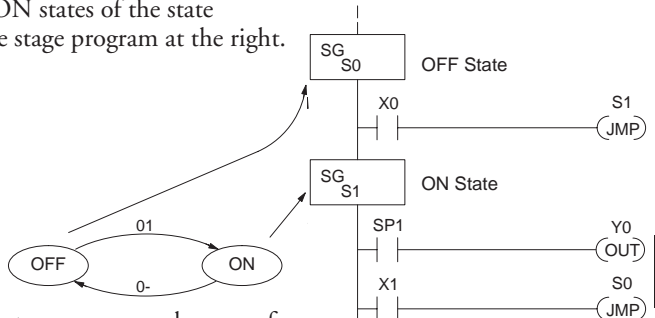 ON states of the state
e stage program at the right.
SG
S0
OFF State
X0
S1
JMP
SG
S1
ON State
SP1
Y0
OUT
01
OFF
ON
0-
X1
S0
JMP